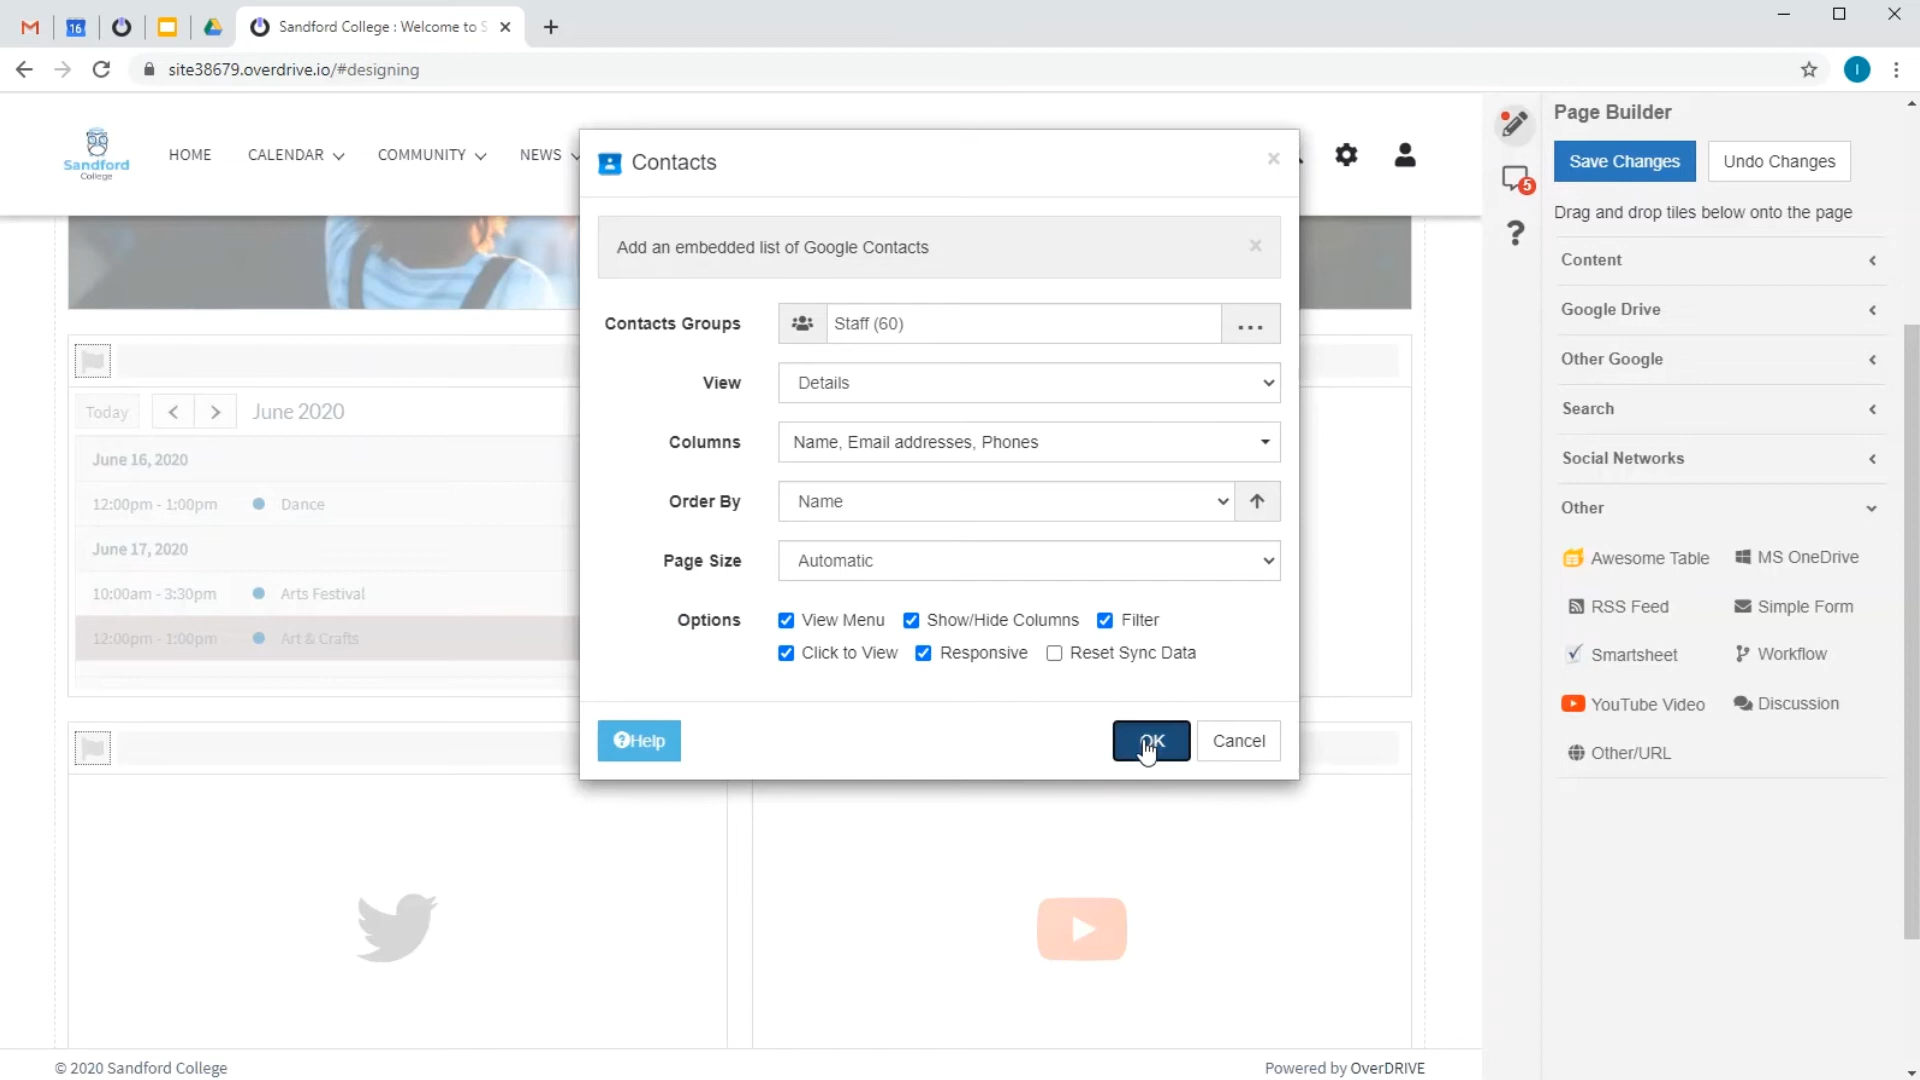 16
Sandford College : Welcome to S
site38679.overdrive.io/#designing
I
Sandford
College
HOME
CALENDAR
COMMUNITY
NEWS
Contacts
Add an embedded list of Google Contacts
Contacts Groups
Staff (60)
...
View
Details
Columns
Name, Email addresses, Phones
Order By
Name
Page Size
Automatic
Options
View Menu
Show/Hide Columns
Filter
Click to View
Responsive
Reset Sync Data
Help
OK
Cancel
Today
June 2020
June 16, 2020
12:00pm - 1:00pm
Dance
June 17, 2020
10:00am - 3:30pm
Arts Festival
12:00pm - 1:00pm
Art & Crafts
5
?
Page Builder
Save Changes
Undo Changes
Drag and drop tiles below onto the page
Content
Google Drive
Other Google
Search
Social Networks
Other
Awesome Table
MS OneDrive
RSS Feed
Simple Form
Smartsheet
Workflow
YouTube Video
Discussion
Other/URL
© 2020 Sandford College
Powered by OverDRIVE